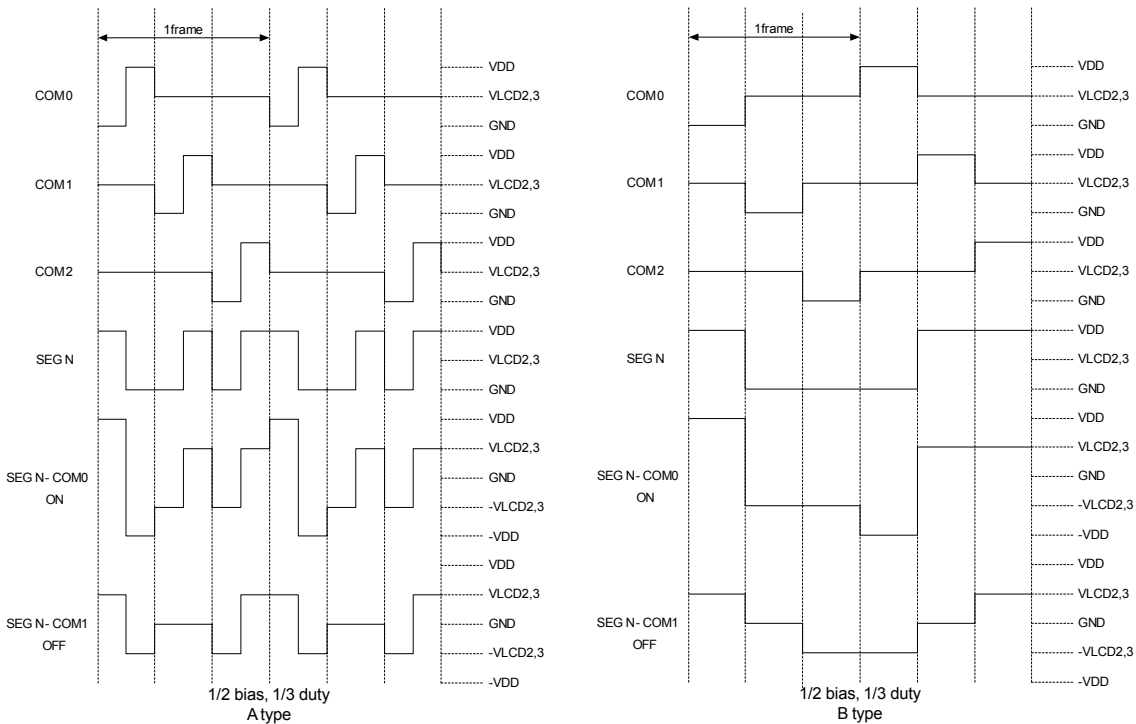 1frame
COM0
VDD
VLCD2,3
GND
COM1
VDD
VLCD2,3
GND
COM2
VDD
VLCD2,3
GND
SEG N
VDD
VLCD2,3
GND
SEG N- COM0
ON
VDD
VLCD2,3
GND
-VLCD2,3
-VDD
SEG N- COM1
OFF
VDD
VLCD2,3
GND
-VLCD2,3
-VDD
1/2 bias, 1/3 duty
A type
1frame
COM0
VDD
VLCD2,3
GND
COM1
VDD
VLCD2,3
GND
COM2
VDD
VLCD2,3
GND
SEG N
VDD
VLCD2,3
GND
SEG N- COM0
ON
VDD
VLCD2,3
GND
-VLCD2,3
-VDD
SEG N- COM1
OFF
VDD
VLCD2,3
GND
-VLCD2,3
-VDD
1/2 bias, 1/3 duty
B type